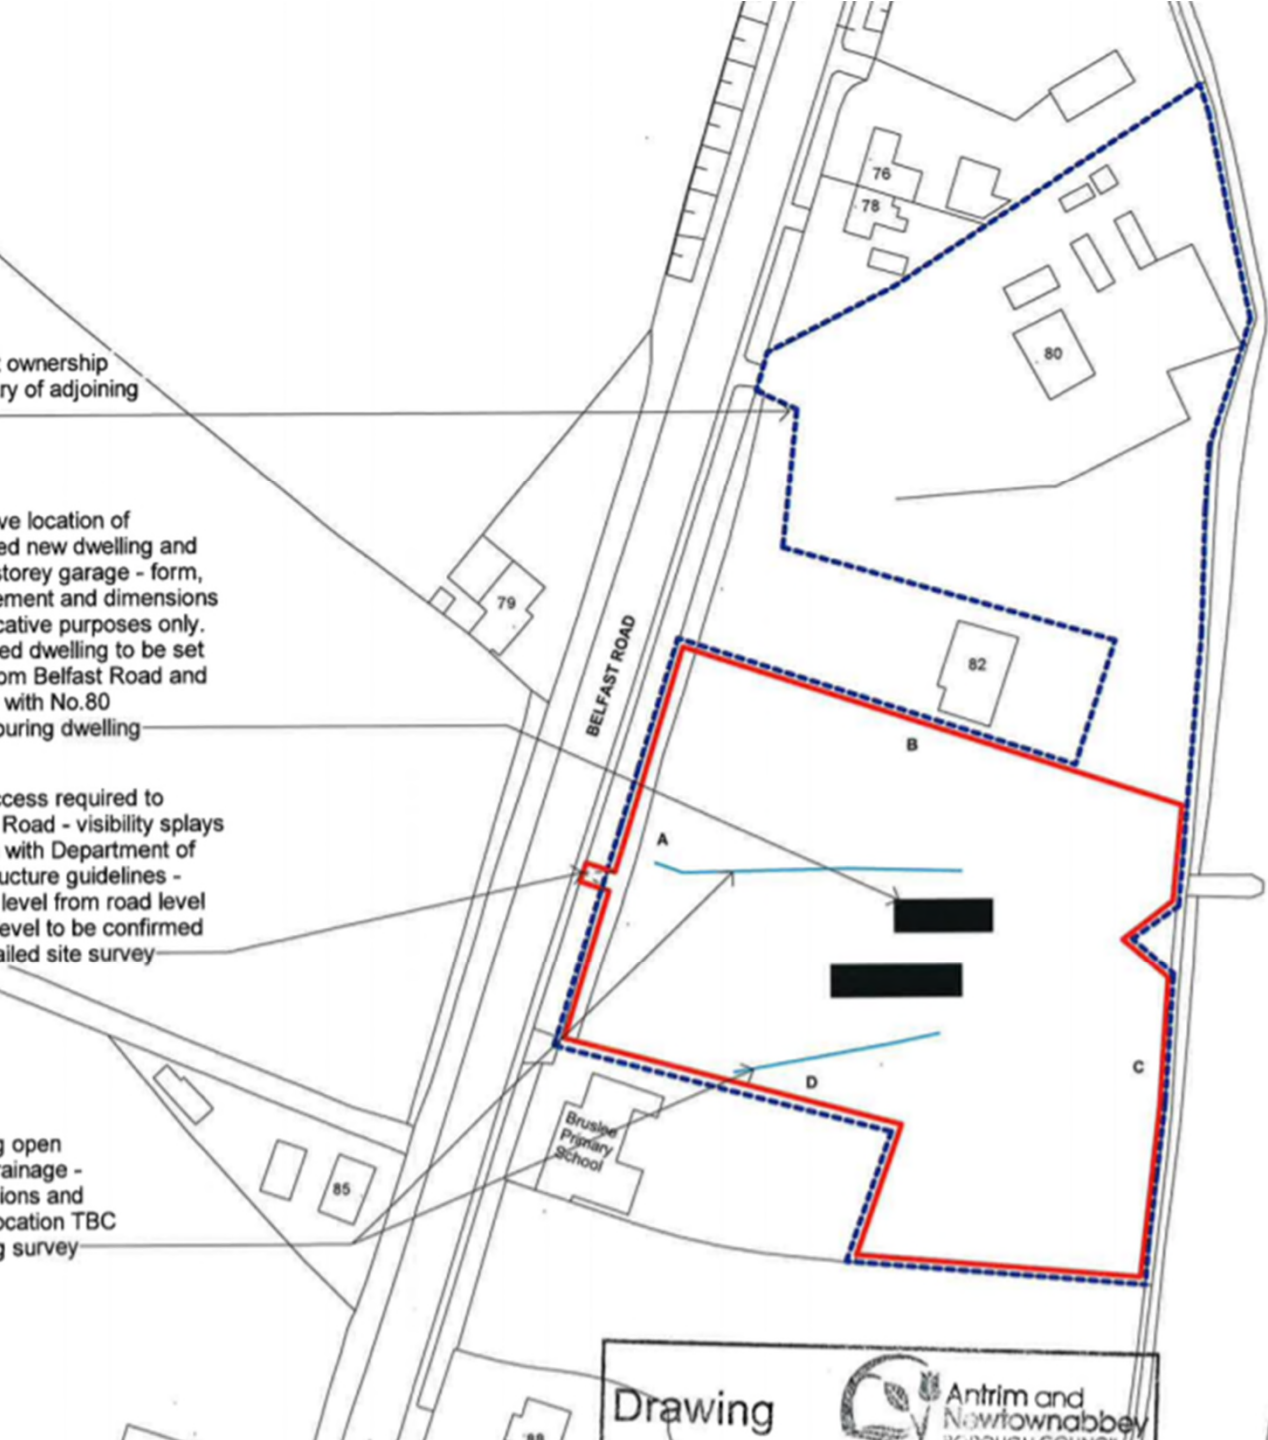 76
78
80
ownership
ry of adjoining
ve location of
ed new dwelling and
storey garage - form,
ement and dimensions
cative purposes only.
ed dwelling to be set
om Belfast Road and
with No.80
ouring dwelling
79
BELFAST ROAD
82
B
A
ccess required to
Road - visibility splays
with Department of
ucture guidelines -
level from road level
evel to be confirmed
ailed site survey
C
D
Bruslee
Primary
School
g open
rainage -
ions and
ocation TBC
g survey
85
88
Drawing
Antrim and
Newtownabbey
BOROUGH COUNCIL